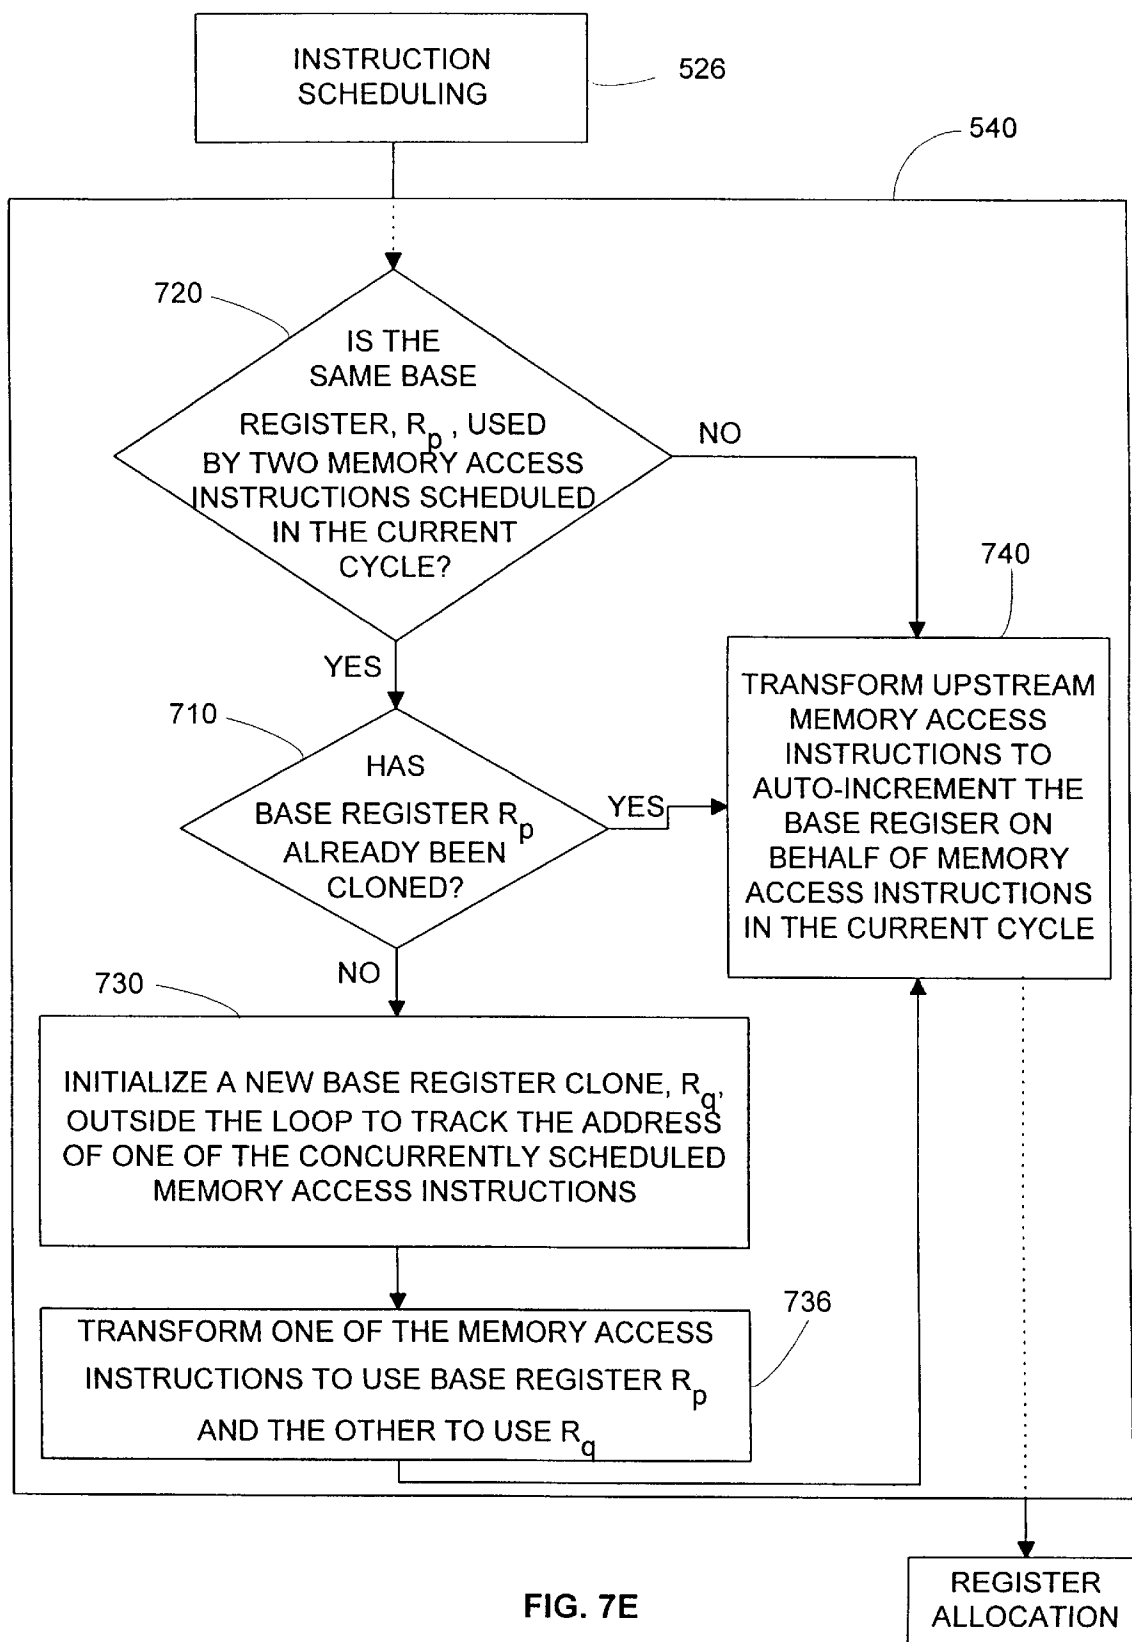 INSTRUCTION
SCHEDULING
526
540
720
IS THE
SAME BASE
REGISTER, Rp , USED
BY TWO MEMORY ACCESS
INSTRUCTIONS SCHEDULED
IN THE CURRENT
CYCLE?
NO
YES
740
TRANSFORM UPSTREAM
MEMORY ACCESS
INSTRUCTIONS TO
AUTO-INCREMENT THE
BASE REGISER ON
BEHALF OF MEMORY
ACCESS INSTRUCTIONS
IN THE CURRENT CYCLE
710
HAS
BASE REGISTER Rp
ALREADY BEEN
CLONED?
YES
NO
730
INITIALIZE A NEW BASE REGISTER CLONE, Rq,
OUTSIDE THE LOOP TO TRACK THE ADDRESS
OF ONE OF THE CONCURRENTLY SCHEDULED
MEMORY ACCESS INSTRUCTIONS
736
TRANSFORM ONE OF THE MEMORY ACCESS
INSTRUCTIONS TO USE BASE REGISTER Rp
AND THE OTHER TO USE Rq
REGISTER
ALLOCATION
FIG. 7E